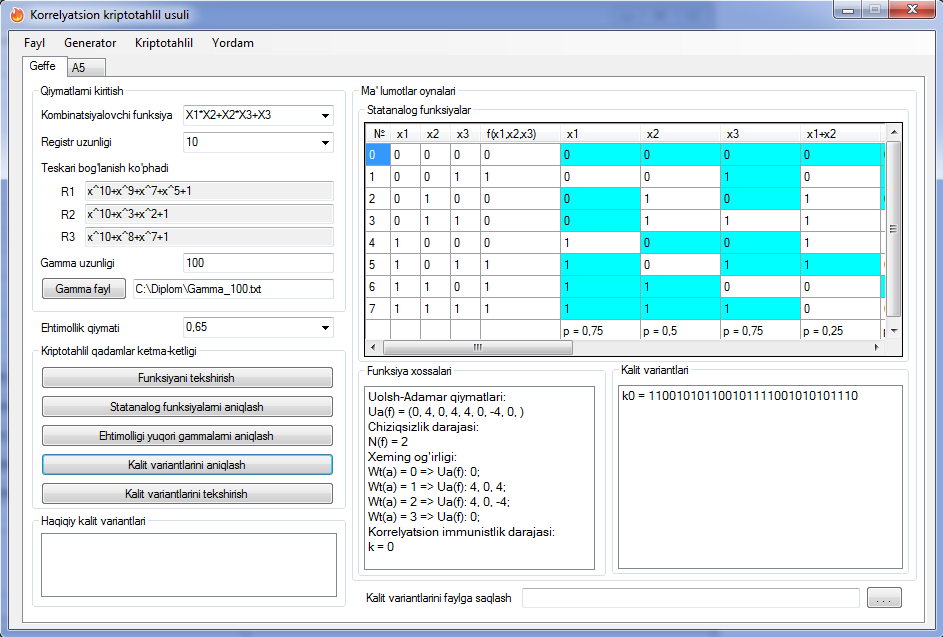 Korrelyatsion kriptotahlil usuli
Fayl Generator Kriptotahlil Yordam
Geffe A5
Qiymatlarni kiritish
Kombinatsiyalovchi funksiya X1*X2+X2*X3+X3
Registr uzunligi 10
Teskari bog'lanish ko'phadi
R1 x^10+x^9+x^7+x^5+1
R2 x^10+x^3+x^2+1
R3 x^10+x^8+x^7+1
Gamma uzunligi 100
Gamma fayl C:\Diplom\Gamma_100.txt
Ehtimollik qiymati 0,65
Kriptotahlil qadamlar ketma-ketligi
Funksiyani tekshirish
Statanalog funksiyalarni aniqlash
Ehtimolligi yuqori gammalarni aniqlash
Kalit variantlarini aniqlash
Kalit variantlarini tekshirish
Haqiqiy kalit variantlari
Ma'lumotlar oynalari
Statanalog funksiyalar
№ x1 x2 x3 f(x1,x2,x3) x1 x2 x3 x1+x2
0 0 0 0 0 0 0 0 0
1 0 0 1 1 0 0 1 0
2 0 1 0 0 0 1 0 1
3 0 1 1 0 0 1 1 1
4 1 0 0 0 1 0 0 1
5 1 0 1 1 1 0 1 1
6 1 1 0 1 1 1 0 0
7 1 1 1 1 1 1 1 0
p = 0,75 p = 0,5 p = 0,75 p = 0,25
Funksiya xossalari
Uolsh-Adamar qiymatlari:
Ua(f) = (0, 4, 0, 4, 4, 0, -4, 0, )
Chiziqsizlik darajasi:
N(f) = 2
Xeming og'irligi:
Wt(a) = 0 => Ua(f): 0;
Wt(a) = 1 => Ua(f): 4, 0, 4;
Wt(a) = 2 => Ua(f): 4, 0, -4;
Wt(a) = 3 => Ua(f): 0;
Korrelyatsion immunistlik darajasi:
k = 0
Kalit variantlari
k0 = 110010101100101111001010101110
Kalit variantlarini faylga saqlash ...